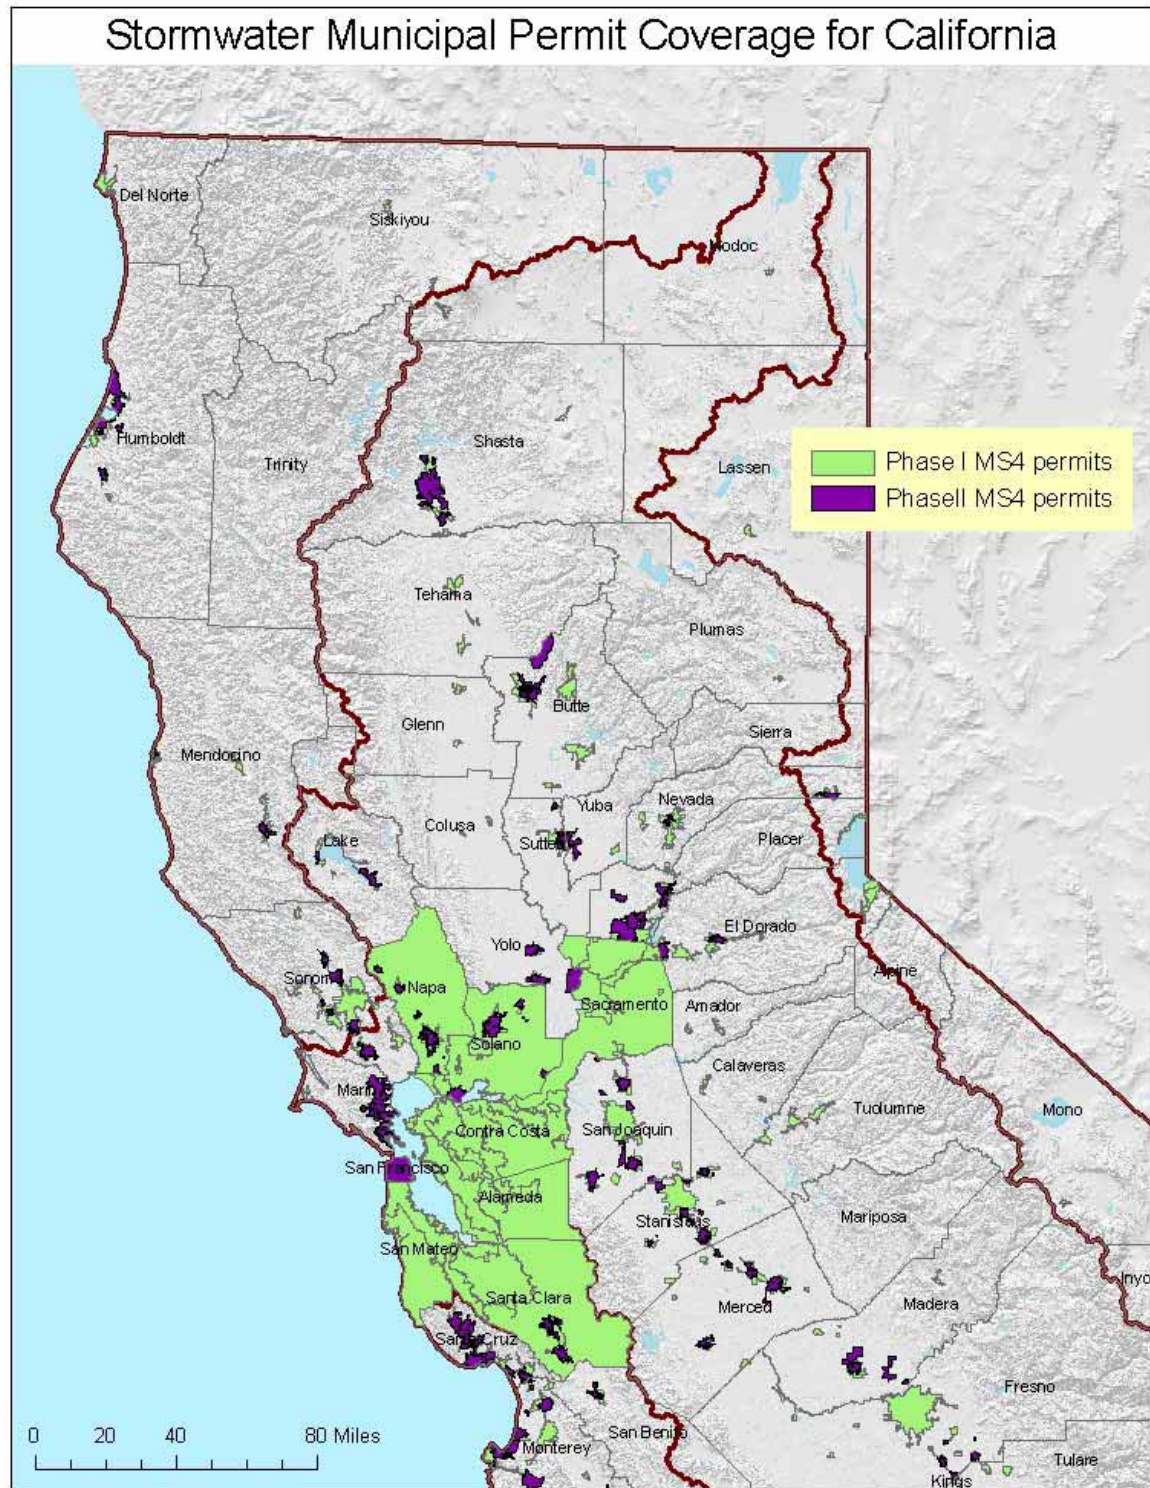 Stormwater Municipal Permit Coverage for California
Del Norte
Siskiyou
Modoc
Humboldt
Trinity
Shasta
Lassen
Phase I MS4 permits
PhaseII MS4 permits
Tehama
Plumas
Butte
Glenn
Sierra
Mendocino
Yuba
Nevada
Colusa
Lake
Sutter
Placer
Yolo
El Dorado
Sonoma
Napa
Alpine
Sacramento
Amador
Solano
Calaveras
Marin
Tuolumne
Mono
Contra Costa
San Joaquin
San Francisco
Alameda
Mariposa
Stanislaus
San Mateo
Inyo
Santa Clara
Merced
Madera
Santa Cruz
Fresno
0 20 40 80 Miles
San Benito
Monterey
Tulare
Kings